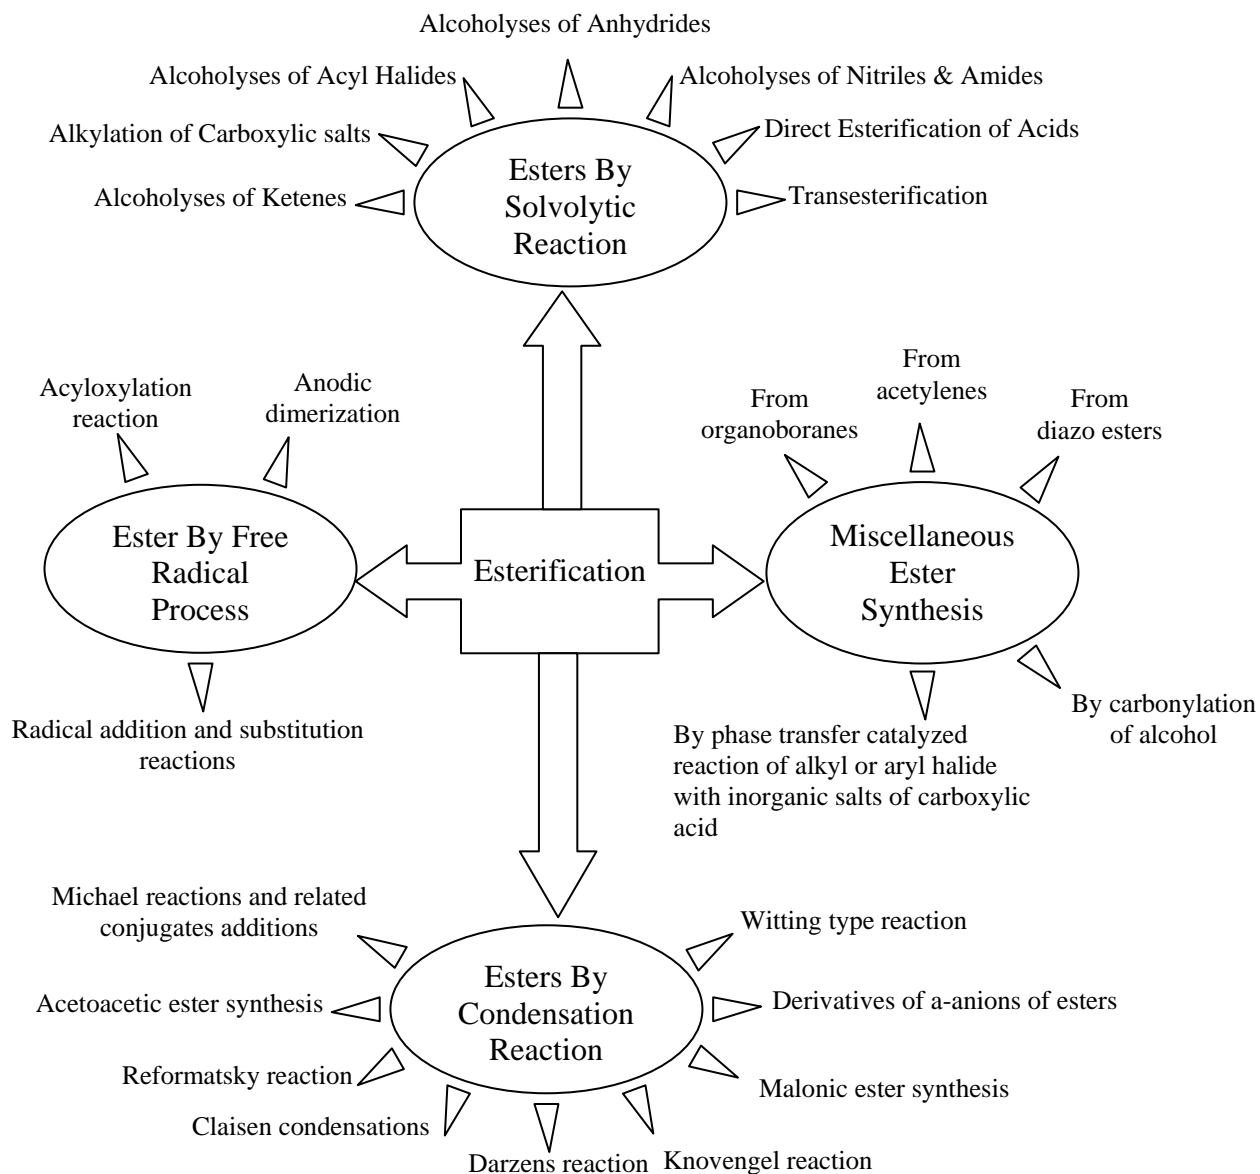 Alcoholyses of Anhydrides
Alcoholyses of Acyl Halides
Alcoholyses of Nitriles & Amides
Alkylation of Carboxylic salts
Direct Esterification of Acids
Alcoholyses of Ketenes
Transesterification
Esters By
Solvolytic
Reaction
Acyloxylation
reaction
Anodic
dimerization
From
organoboranes
From
acetylenes
From
diazo esters
Ester By Free
Radical
Process
Esterification
Miscellaneous
Ester
Synthesis
Radical addition and substitution
reactions
By phase transfer catalyzed
reaction of alkyl or aryl halide
with inorganic salts of carboxylic
acid
By carbonylation
of alcohol
Michael reactions and related
conjugates additions
Witting type reaction
Acetoacetic ester synthesis
Esters By
Condensation
Reaction
Derivatives of a-anions of esters
Reformatsky reaction
Malonic ester synthesis
Claisen condensations
Darzens reaction
Knovengel reaction